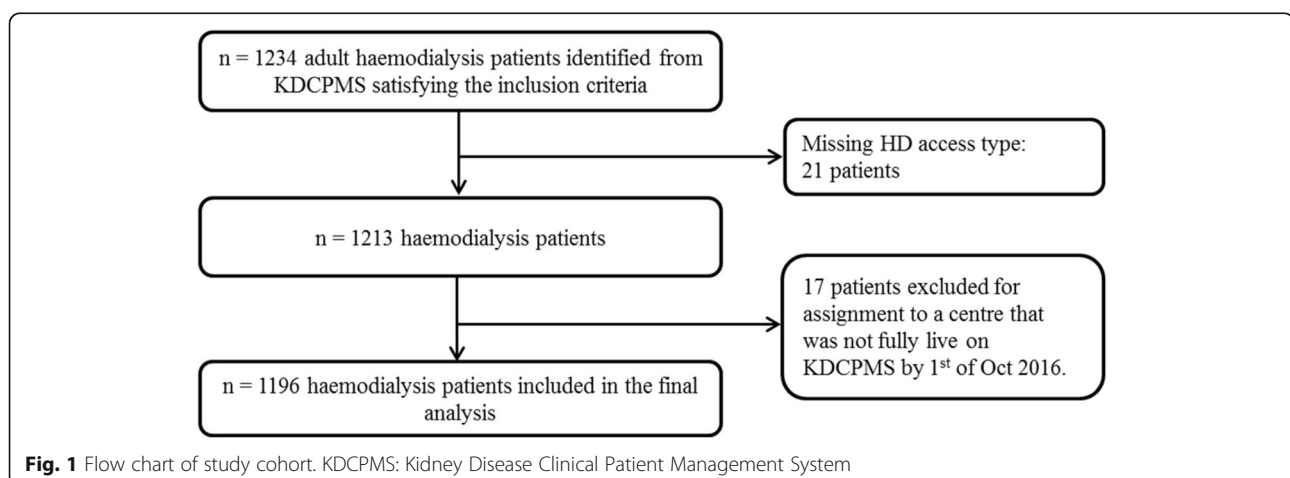 n = 1234 adult haemodialysis patients identified from
KDCPMS satisfying the inclusion criteria
Missing HD access type:
21 patients
n = 1213 haemodialysis patients
17 patients excluded for
assignment to a centre that
was not fully live on
KDCPMS by 1st of Oct 2016.
n = 1196 haemodialysis patients included in the final
analysis
Fig. 1 Flow chart of study cohort. KDCPMS: Kidney Disease Clinical Patient Management System